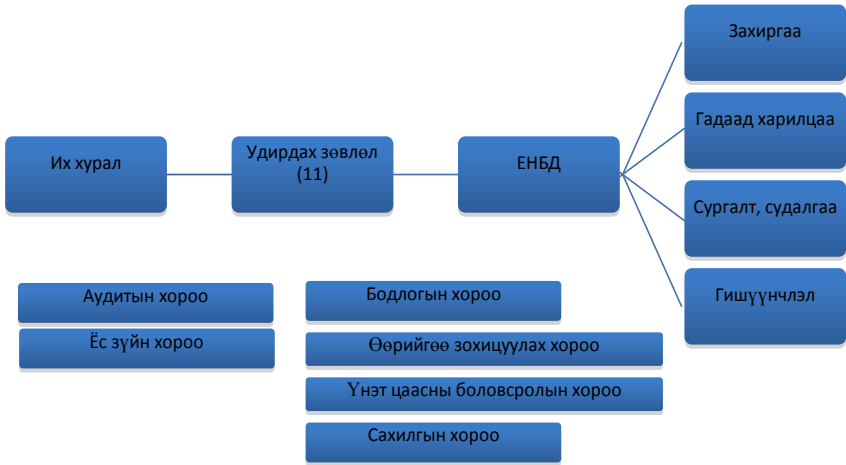 Захиргаа
Гадаад харилцаа
Их хурал
Удирдах зөвлөл
(11)
ЕНБД
Сургалт, судалгаа
Гишүүнчлэл
Аудитын хороо
Бодлогын хороо
Ёс зүйн хороо
Өөрийгөө зохицуулах хороо
Үнэт цаасны боловсролын хороо
Сахилгын хороо